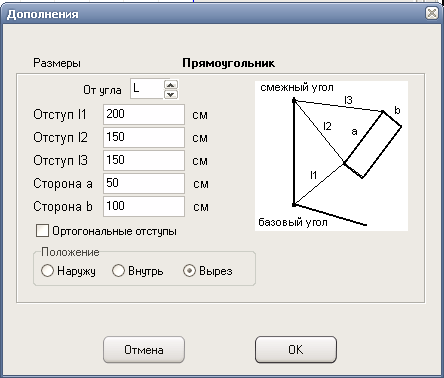 Дополнения
Размеры
Прямоугольник
От угла L
Отступ l1 200 см
Отступ l2 150 см
Отступ l3 150 см
Сторона a 50 см
Сторона b 100 см
Ортогональные отступы
Положение
Наружу Внутрь Вырез
смежный угол
l3
b
l2
a
l1
базовый угол
Отмена
OK